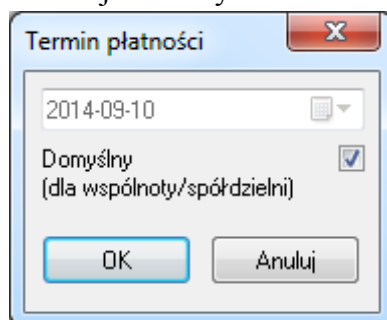 Termin płatności
2014-09-10
Domyślny
(dla wspólnoty/spółdzielni)
OK
Anuluj